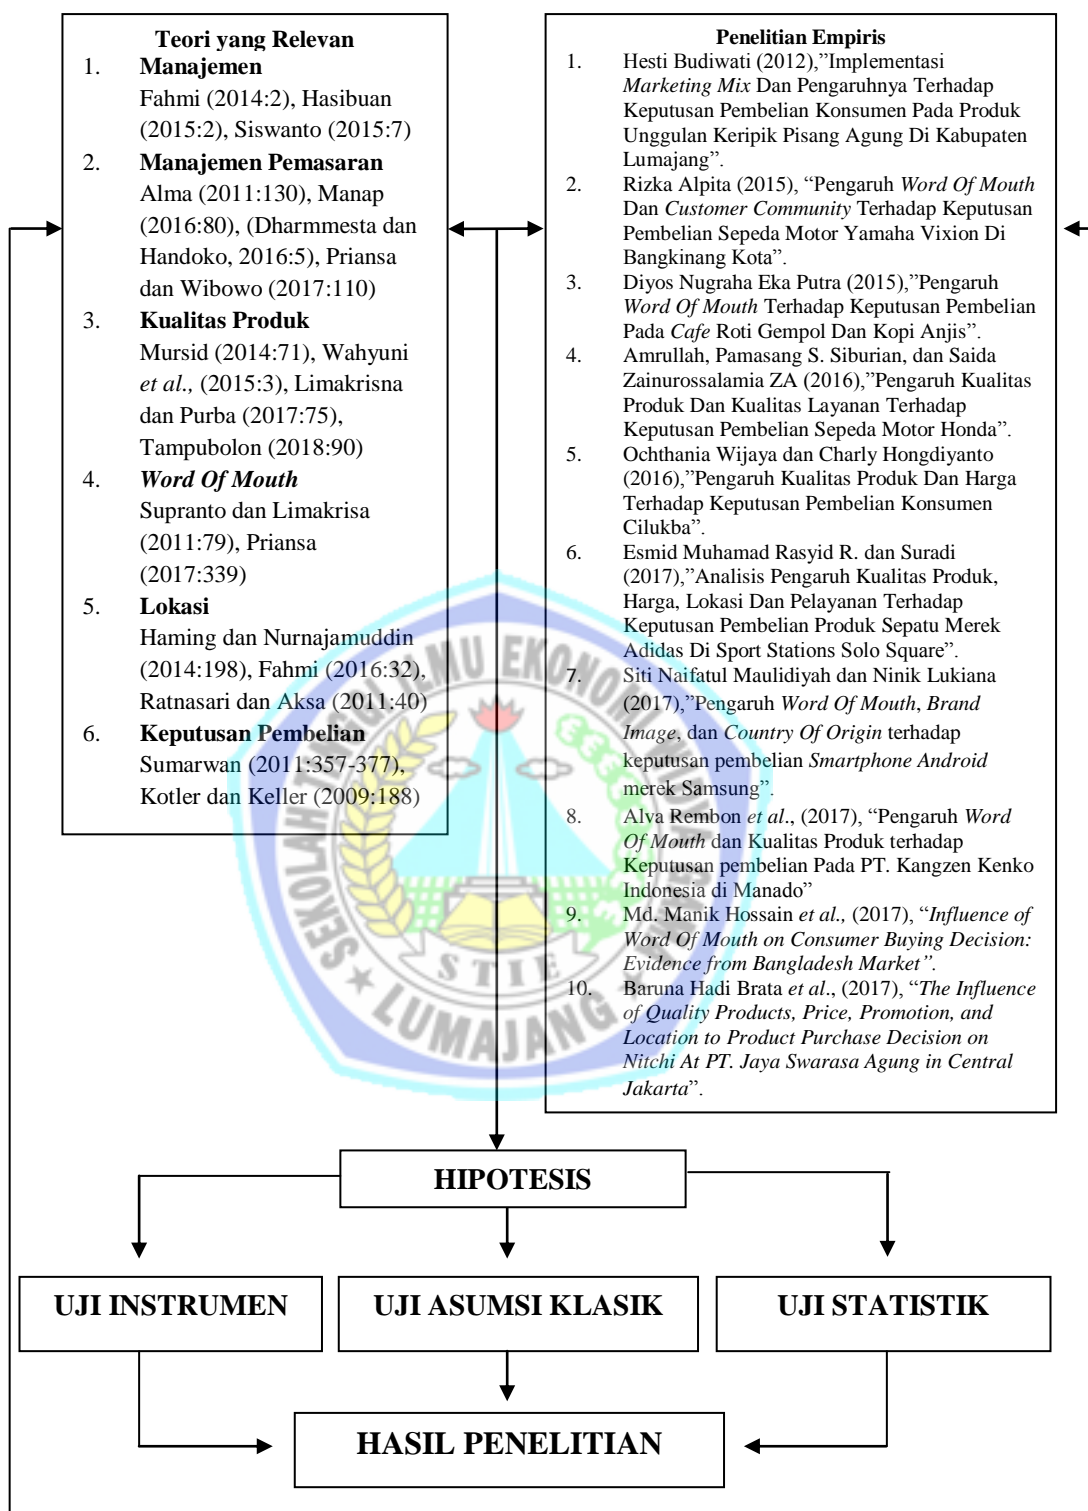 Teori yang Relevan
1. Manajemen
Fahmi (2014:2), Hasibuan
(2015:2), Siswanto (2015:7)
2. Manajemen Pemasaran
Alma (2011:130), Manap
(2016:80), (Dharmmesta dan
Handoko, 2016:5), Priansa
dan Wibowo (2017:110)
3. Kualitas Produk
Mursid (2014:71), Wahyuni
et al., (2015:3), Limakrisna
dan Purba (2017:75),
Tampubolon (2018:90)
4. Word Of Mouth
Supranto dan Limakrisa
(2011:79), Priansa
(2017:339)
5. Lokasi
Haming dan Nurnajamuddin
(2014:198), Fahmi (2016:32),
Ratnasari dan Aksa (2011:40)
6. Keputusan Pembelian
Sumarwan (2011:357-377),
Kotler dan Keller (2009:188)
Penelitian Empiris
1. Hesti Budiwati (2012),”Implementasi
Marketing Mix Dan Pengaruhnya Terhadap
Keputusan Pembelian Konsumen Pada Produk
Unggulan Keripik Pisang Agung Di Kabupaten
Lumajang”.
2. Rizka Alpita (2015), “Pengaruh Word Of Mouth
Dan Customer Community Terhadap Keputusan
Pembelian Sepeda Motor Yamaha Vixion Di
Bangkinang Kota”.
3. Diyos Nugraha Eka Putra (2015),”Pengaruh
Word Of Mouth Terhadap Keputusan Pembelian
Pada Cafe Roti Gempol Dan Kopi Anjis”.
4. Amrullah, Pamasang S. Siburian, dan Saida
Zainurossalamia ZA (2016),”Pengaruh Kualitas
Produk Dan Kualitas Layanan Terhadap
Keputusan Pembelian Sepeda Motor Honda”.
5. Ochthania Wijaya dan Charly Hongdiyanto
(2016),”Pengaruh Kualitas Produk Dan Harga
Terhadap Keputusan Pembelian Konsumen
Cilukba”.
6. Esmid Muhamad Rasyid R. dan Suradi
(2017),”Analisis Pengaruh Kualitas Produk,
Harga, Lokasi Dan Pelayanan Terhadap
Keputusan Pembelian Produk Sepatu Merek
Adidas Di Sport Stations Solo Square”.
7. Siti Naifatul Maulidiyah dan Ninik Lukiana
(2017),”Pengaruh Word Of Mouth, Brand
Image, dan Country Of Origin terhadap
keputusan pembelian Smartphone Android
merek Samsung”.
8. Alva Rembon et al., (2017), “Pengaruh Word
Of Mouth dan Kualitas Produk terhadap
Keputusan pembelian Pada PT. Kangzen Kenko
Indonesia di Manado”
9. Md. Manik Hossain et al., (2017), “Influence of
Word Of Mouth on Consumer Buying Decision:
Evidence from Bangladesh Market”.
10. Baruna Hadi Brata et al., (2017), “The Influence
of Quality Products, Price, Promotion, and
Location to Product Purchase Decision on
Nitchi At PT. Jaya Swarasa Agung in Central
Jakarta”.
SEKOLAH TINGGI ILMU EKONOMI
STIE
LUMAJANG
HIPOTESIS
UJI INSTRUMEN
UJI ASUMSI KLASIK
UJI STATISTIK
HASIL PENELITIAN